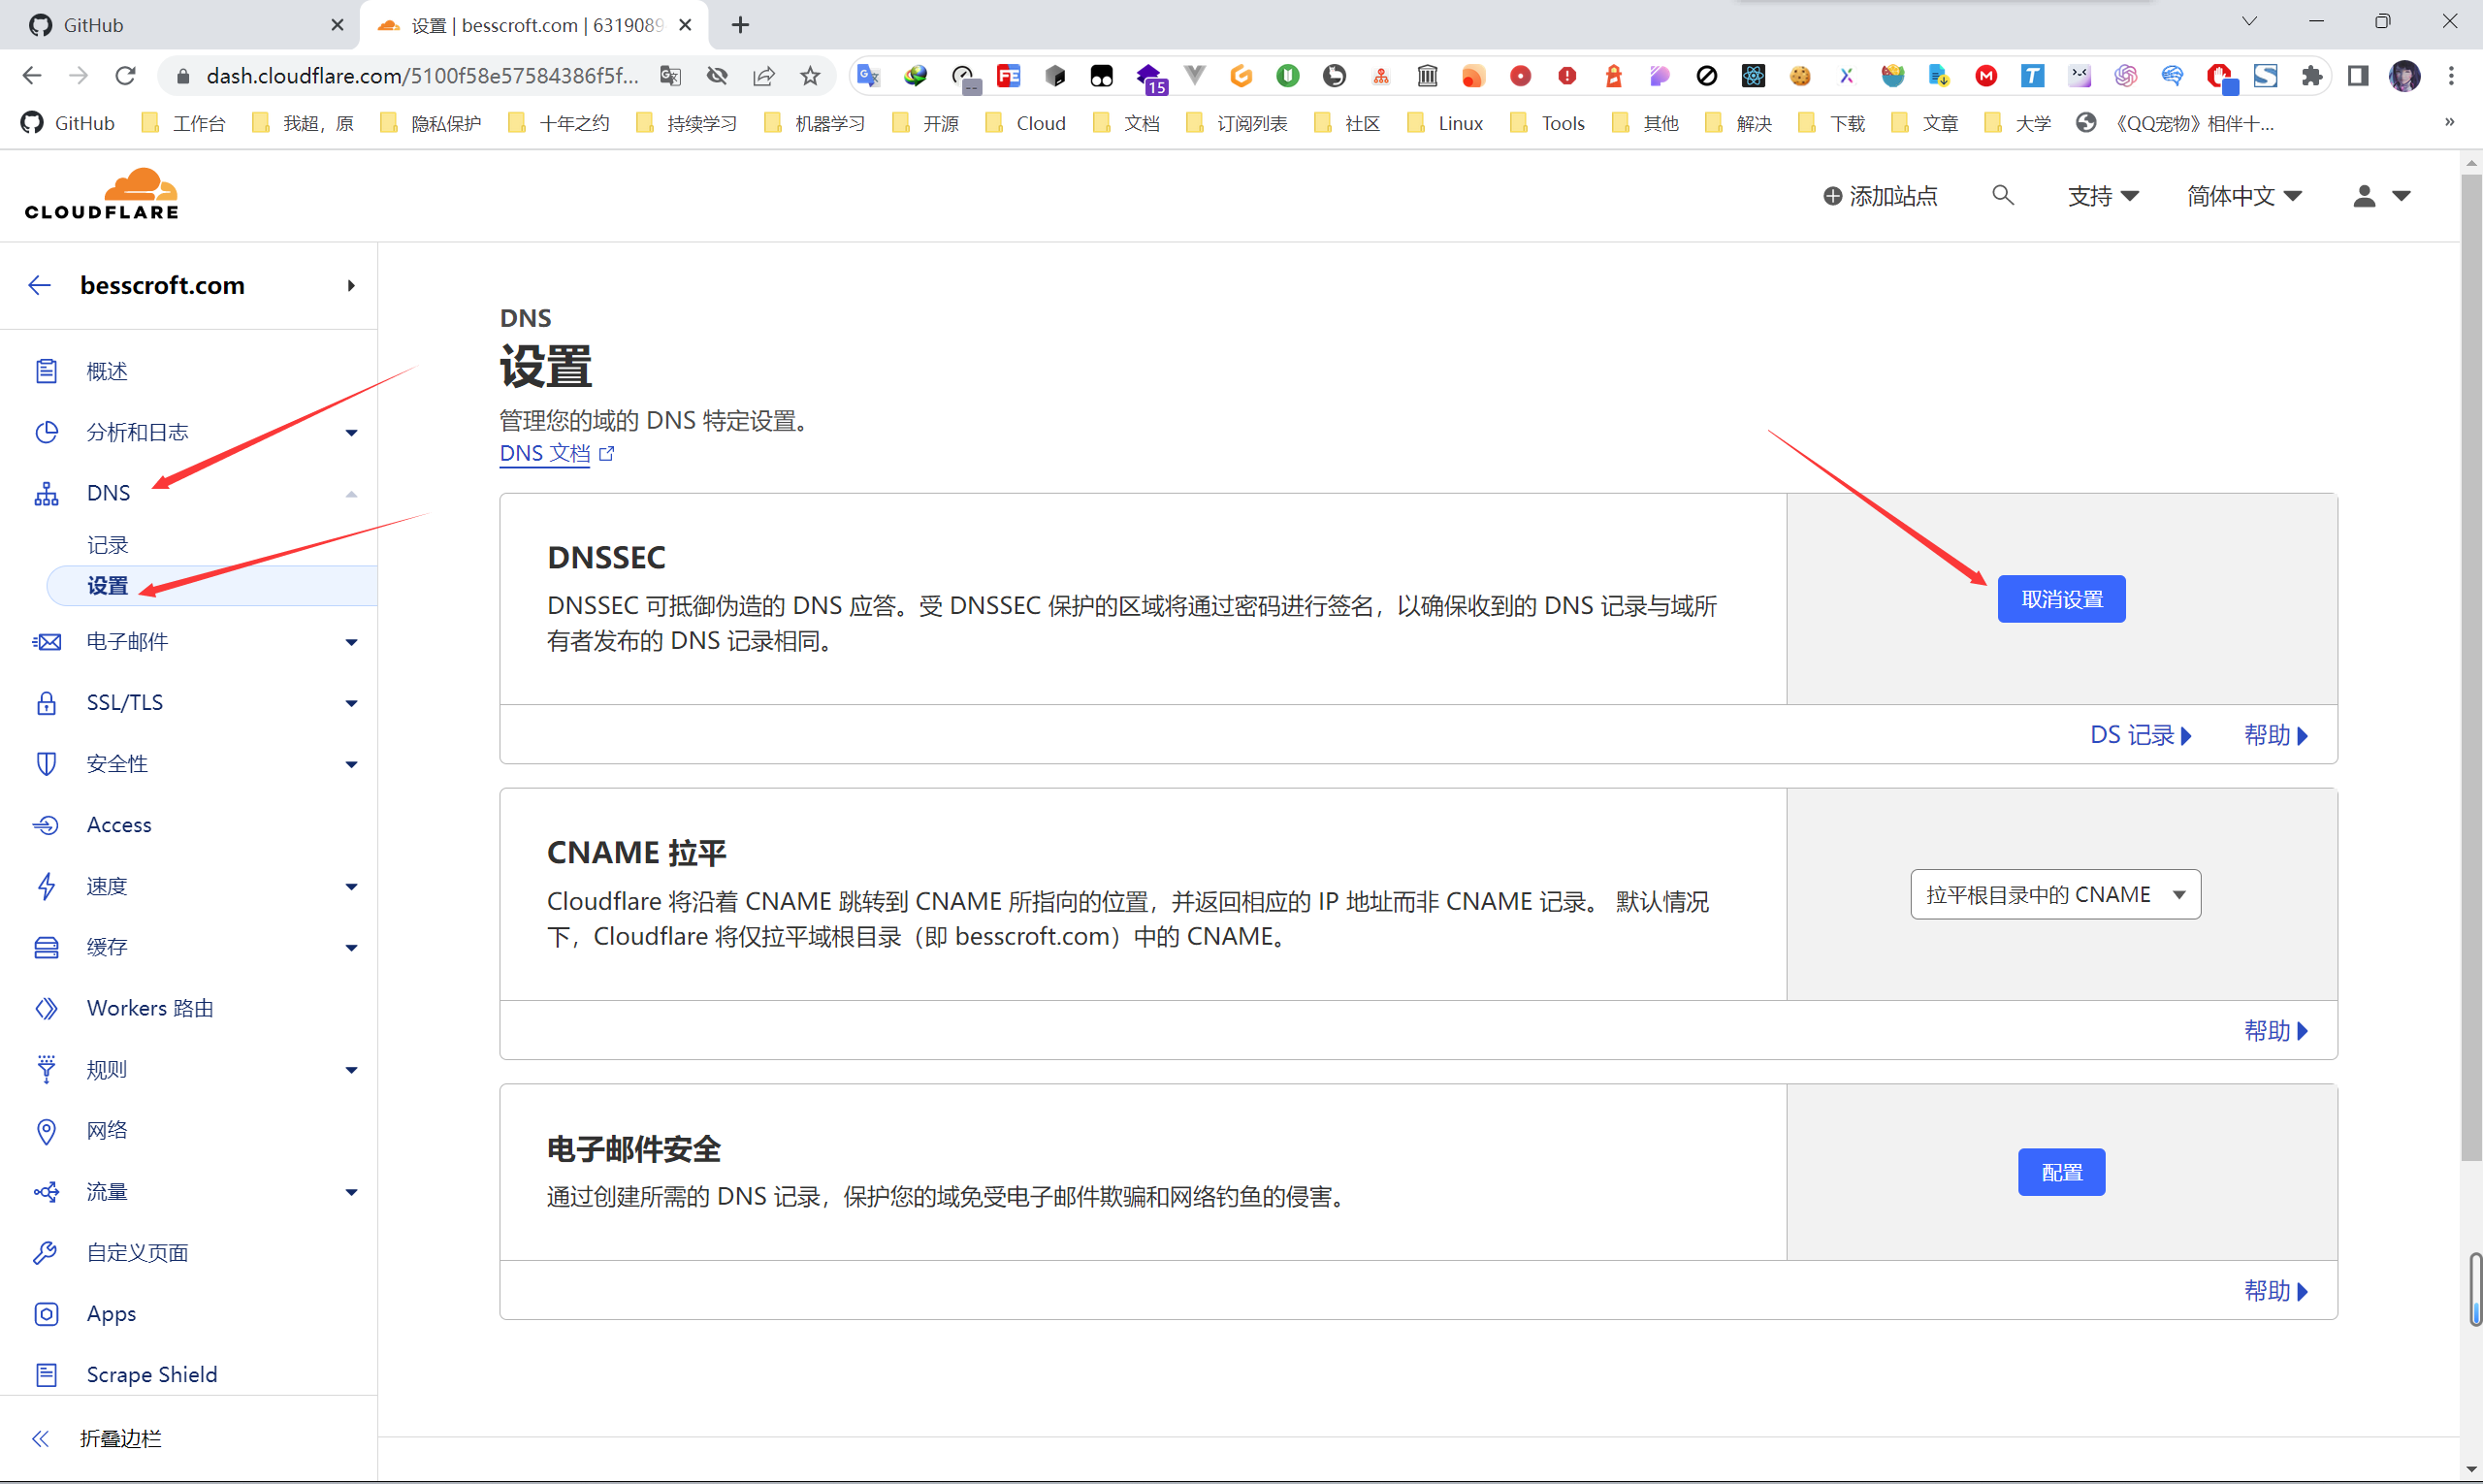 GitHub
设置 | besscroft.com | 6319089
dash.cloudflare.com/5100f58e57584386f5f...
15
GitHub
工作台
我超，原
隐私保护
十年之约
持续学习
机器学习
开源
Cloud
文档
订阅列表
社区
Linux
Tools
其他
解决
下载
文章
大学
《QQ宠物》相伴十...
»
CLOUDFLARE
添加站点
支持
简体中文
besscroft.com
概述
分析和日志
DNS
记录
设置
电子邮件
SSL/TLS
安全性
Access
速度
缓存
Workers 路由
规则
网络
流量
自定义页面
Apps
Scrape Shield
折叠边栏
DNS
设置
管理您的域的 DNS 特定设置。
DNS 文档
DNSSEC
DNSSEC 可抵御伪造的 DNS 应答。受 DNSSEC 保护的区域将通过密码进行签名，以确保收到的 DNS 记录与域所
有者发布的 DNS 记录相同。
取消设置
DS 记录
帮助
CNAME 拉平
Cloudflare 将沿着 CNAME 跳转到 CNAME 所指向的位置，并返回相应的 IP 地址而非 CNAME 记录。 默认情况
下，Cloudflare 将仅拉平域根目录（即 besscroft.com）中的 CNAME。
拉平根目录中的 CNAME
帮助
电子邮件安全
通过创建所需的 DNS 记录，保护您的域免受电子邮件欺骗和网络钓鱼的侵害。
配置
帮助